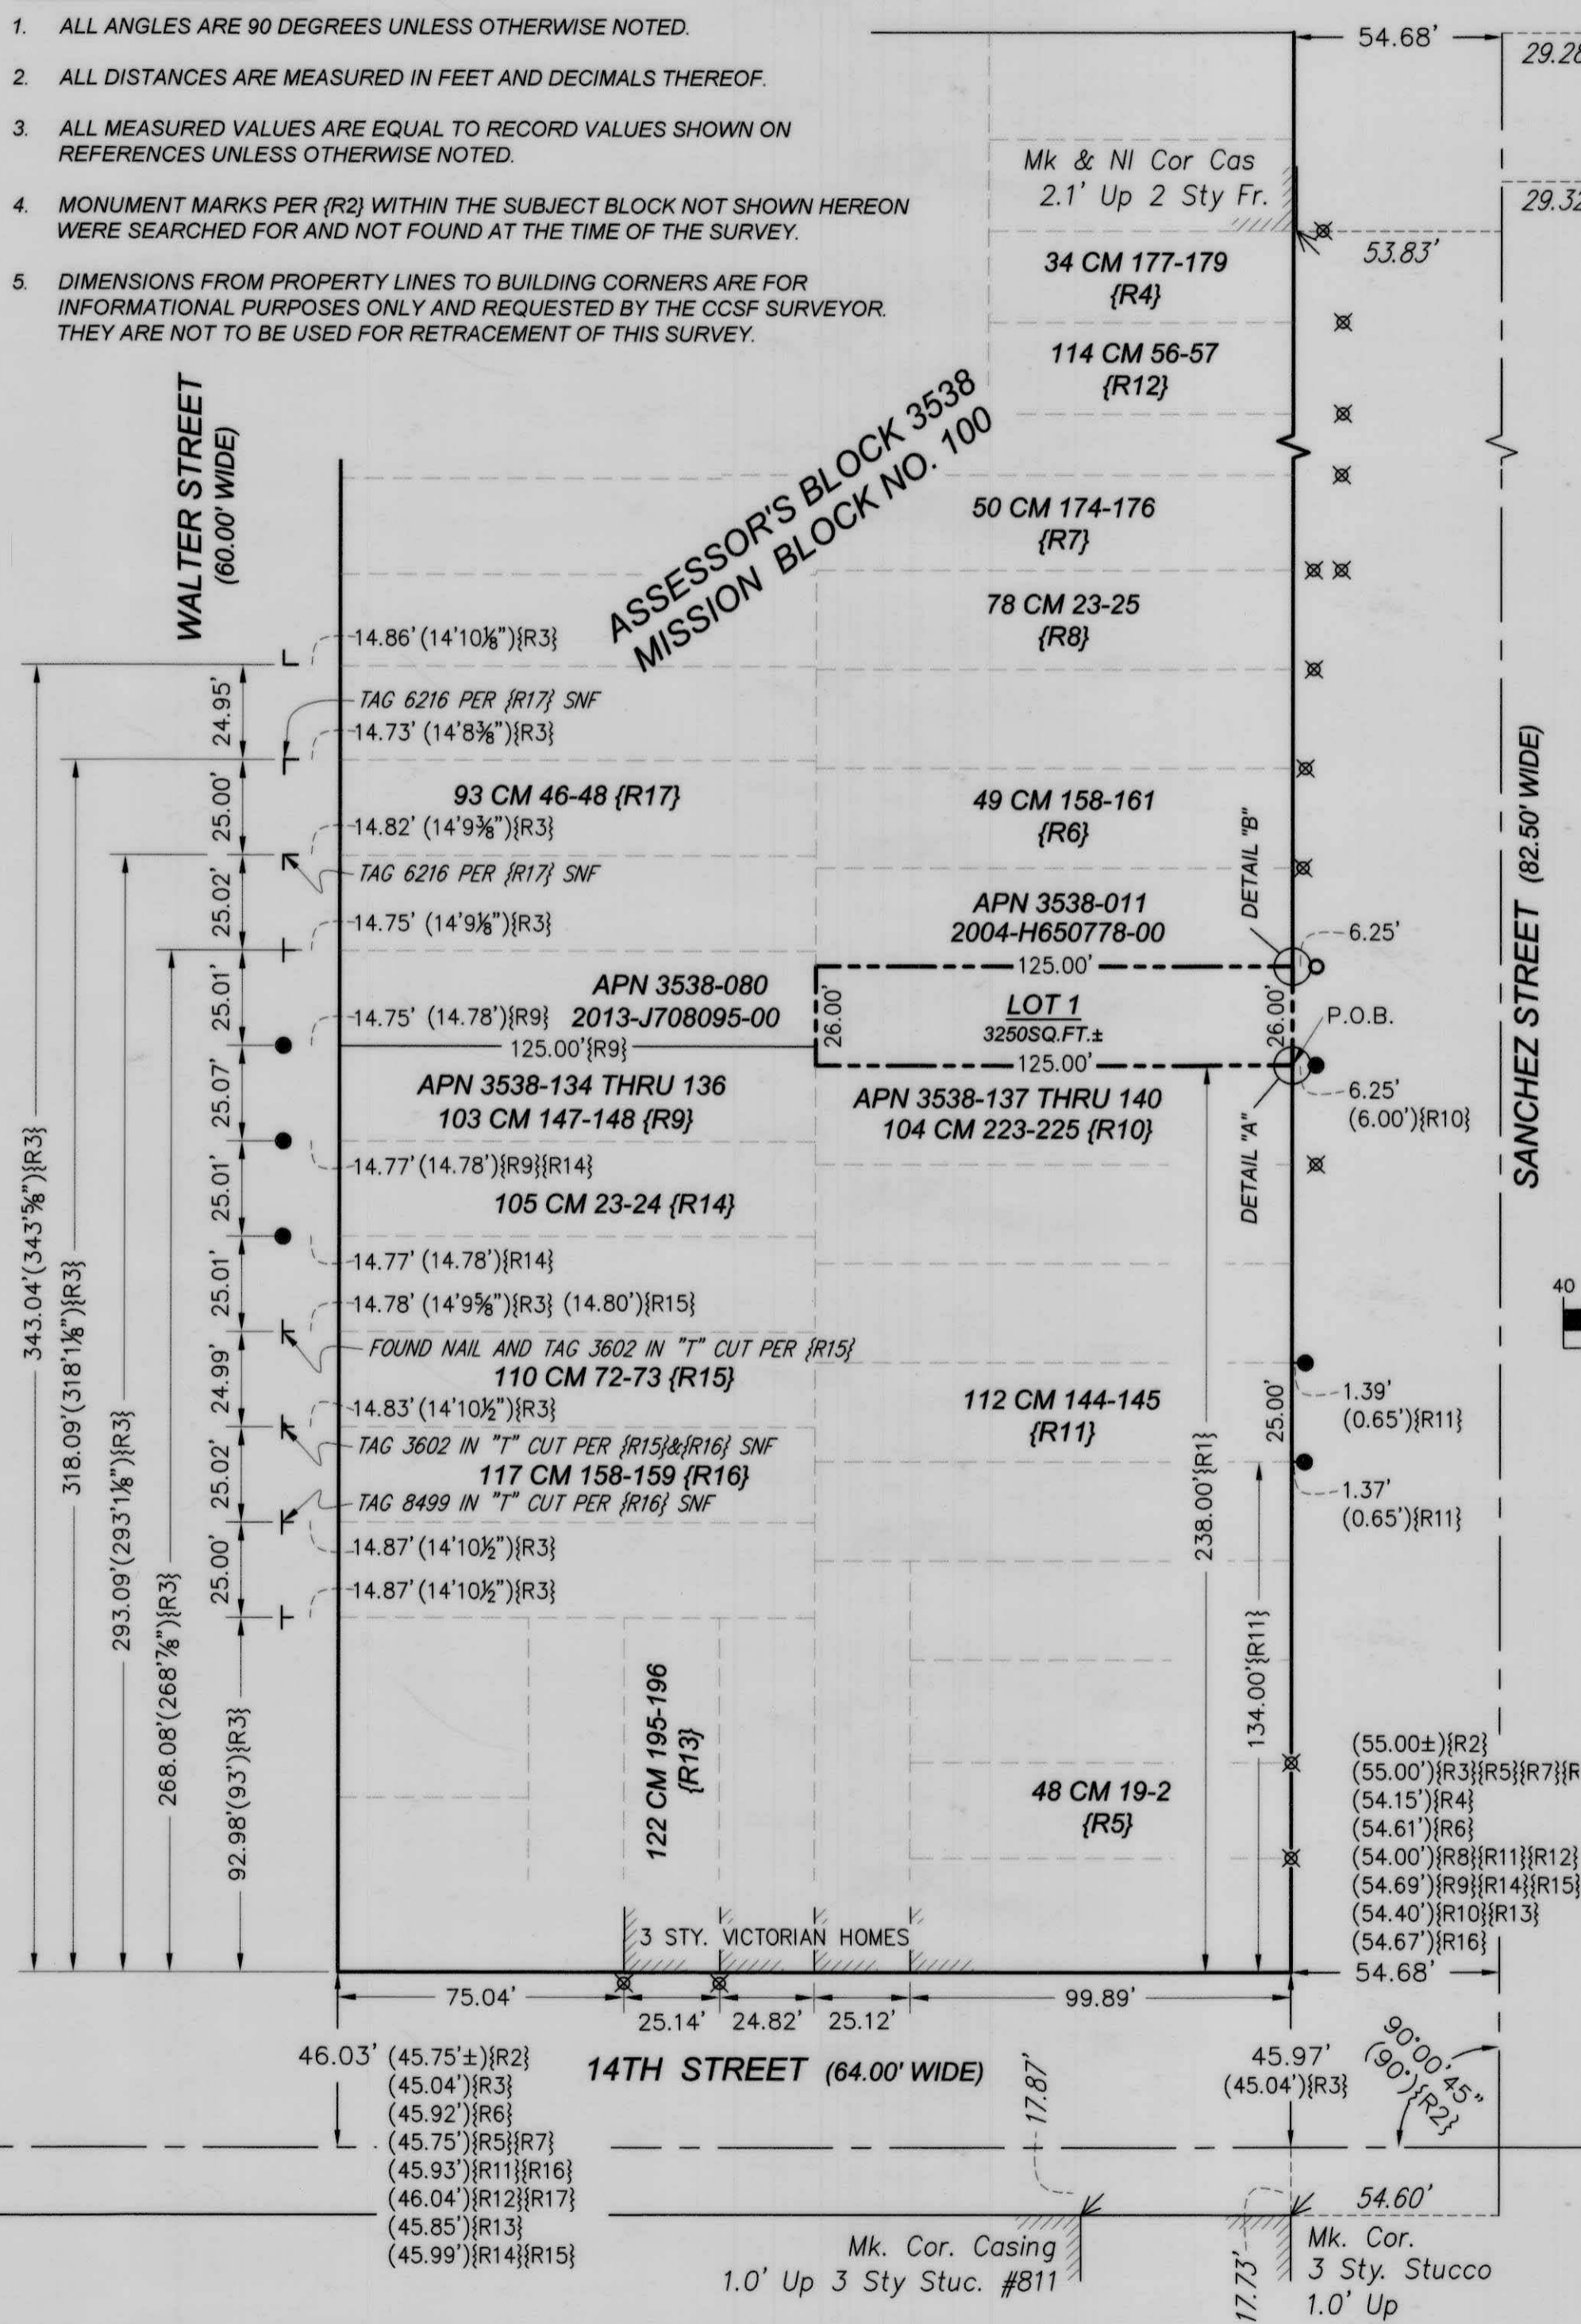 1. ALL ANGLES ARE 90 DEGREES UNLESS OTHERWISE NOTED.
2. ALL DISTANCES ARE MEASURED IN FEET AND DECIMALS THEREOF.
3. ALL MEASURED VALUES ARE EQUAL TO RECORD VALUES SHOWN ON
REFERENCES UNLESS OTHERWISE NOTED.
4. MONUMENT MARKS PER {R2} WITHIN THE SUBJECT BLOCK NOT SHOWN HEREON
WERE SEARCHED FOR AND NOT FOUND AT THE TIME OF THE SURVEY.
5. DIMENSIONS FROM PROPERTY LINES TO BUILDING CORNERS ARE FOR
INFORMATIONAL PURPOSES ONLY AND REQUESTED BY THE CCSF SURVEYOR.
THEY ARE NOT TO BE USED FOR RETRACEMENT OF THIS SURVEY.
54.68'
29.28
29.32
Mk & Nl Cor Cas
2.1' Up 2 Sty Fr.
53.83'
34 CM 177-179
{R4}
114 CM 56-57
{R12}
ASSESSOR'S BLOCK 3538
MISSION BLOCK NO. 100
WALTER STREET
(60.00' WIDE)
50 CM 174-176
{R7}
78 CM 23-25
{R8}
14.86' (14'10⅛"){R3}
TAG 6216 PER {R17} SNF
14.73' (14'8⅜"){R3}
93 CM 46-48 {R17}
14.82' (14'9⅜"){R3}
TAG 6216 PER {R17} SNF
14.75' (14'9⅛"){R3}
49 CM 158-161
{R6}
DETAIL "B"
SANCHEZ STREET (82.50' WIDE)
APN 3538-011
2004-H650778-00
6.25'
125.00'
APN 3538-080
2013-J708095-00
14.75' (14.78'){R9}
125.00'{R9}
26.00'
LOT 1
3250SQ.FT.±
26.00'
P.O.B.
125.00'
APN 3538-134 THRU 136
103 CM 147-148 {R9}
APN 3538-137 THRU 140
104 CM 223-225 {R10}
6.25'
(6.00'){R10}
DETAIL "A"
14.77' (14.78'){R9}{R14}
105 CM 23-24 {R14}
14.77' (14.78'){R14}
14.78' (14'9⅝"){R3} (14.80'){R15}
FOUND NAIL AND TAG 3602 IN "T" CUT PER {R15}
110 CM 72-73 {R15}
14.83' (14'10½"){R3}
TAG 3602 IN "T" CUT PER {R15}&{R16} SNF
117 CM 158-159 {R16}
TAG 8499 IN "T" CUT PER {R16} SNF
14.87' (14'10½"){R3}
14.87' (14'10½"){R3}
40
112 CM 144-145
{R11}
25.00'
1.39'
(0.65'){R11}
1.37'
(0.65'){R11}
238.00'{R1}
134.00'{R11}
24.95'
25.00'
25.02'
25.01'
25.07'
25.01'
25.01'
24.99'
25.02'
25.00'
343.04'(343'⅝"){R3}
318.09'(318'1⅛"){R3}
293.09'(293'1⅛"){R3}
268.08'(268'⅞"){R3}
92.98'(93'){R3}
122 CM 195-196
{R13}
48 CM 19-2
{R5}
(55.00±){R2}
(55.00'){R3}{R5}{R7}{R
(54.15'){R4}
(54.61'){R6}
(54.00'){R8}{R11}{R12}
(54.69'){R9}{R14}{R15}
(54.40'){R10}{R13}
(54.67'){R16}
54.68'
3 STY. VICTORIAN HOMES
75.04'
25.14' 24.82' 25.12'
99.89'
46.03' (45.75'±){R2}
(45.04'){R3}
(45.92'){R6}
(45.75'){R5}{R7}
(45.93'){R11}{R16}
(46.04'){R12}{R17}
(45.85'){R13}
(45.99'){R14}{R15}
14TH STREET (64.00' WIDE)
17.87'
45.97'
(45.04'){R3}
90°00'45"
(90°){R2}
54.60'
Mk. Cor. Casing
1.0' Up 3 Sty Stuc. #811
17.73'
Mk. Cor.
3 Sty. Stucco
1.0' Up